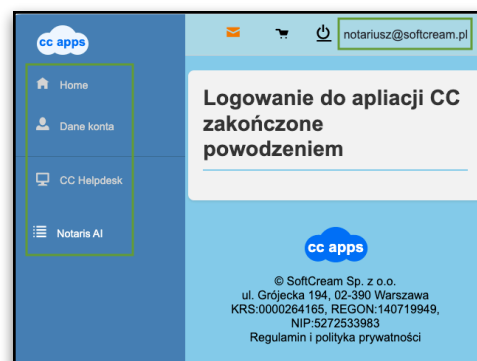 cc apps
notariusz@softcream.pl
Home
Dane konta
CC Helpdesk
Notaris AI
Logowanie do apliacji CC
zakończone
powodzeniem
cc apps
© SoftCream Sp. z o.o.
ul. Grójecka 194, 02-390 Warszawa
KRS:0000264165, REGON:140719949,
NIP:5272533983
Regulamin i polityka prywatności